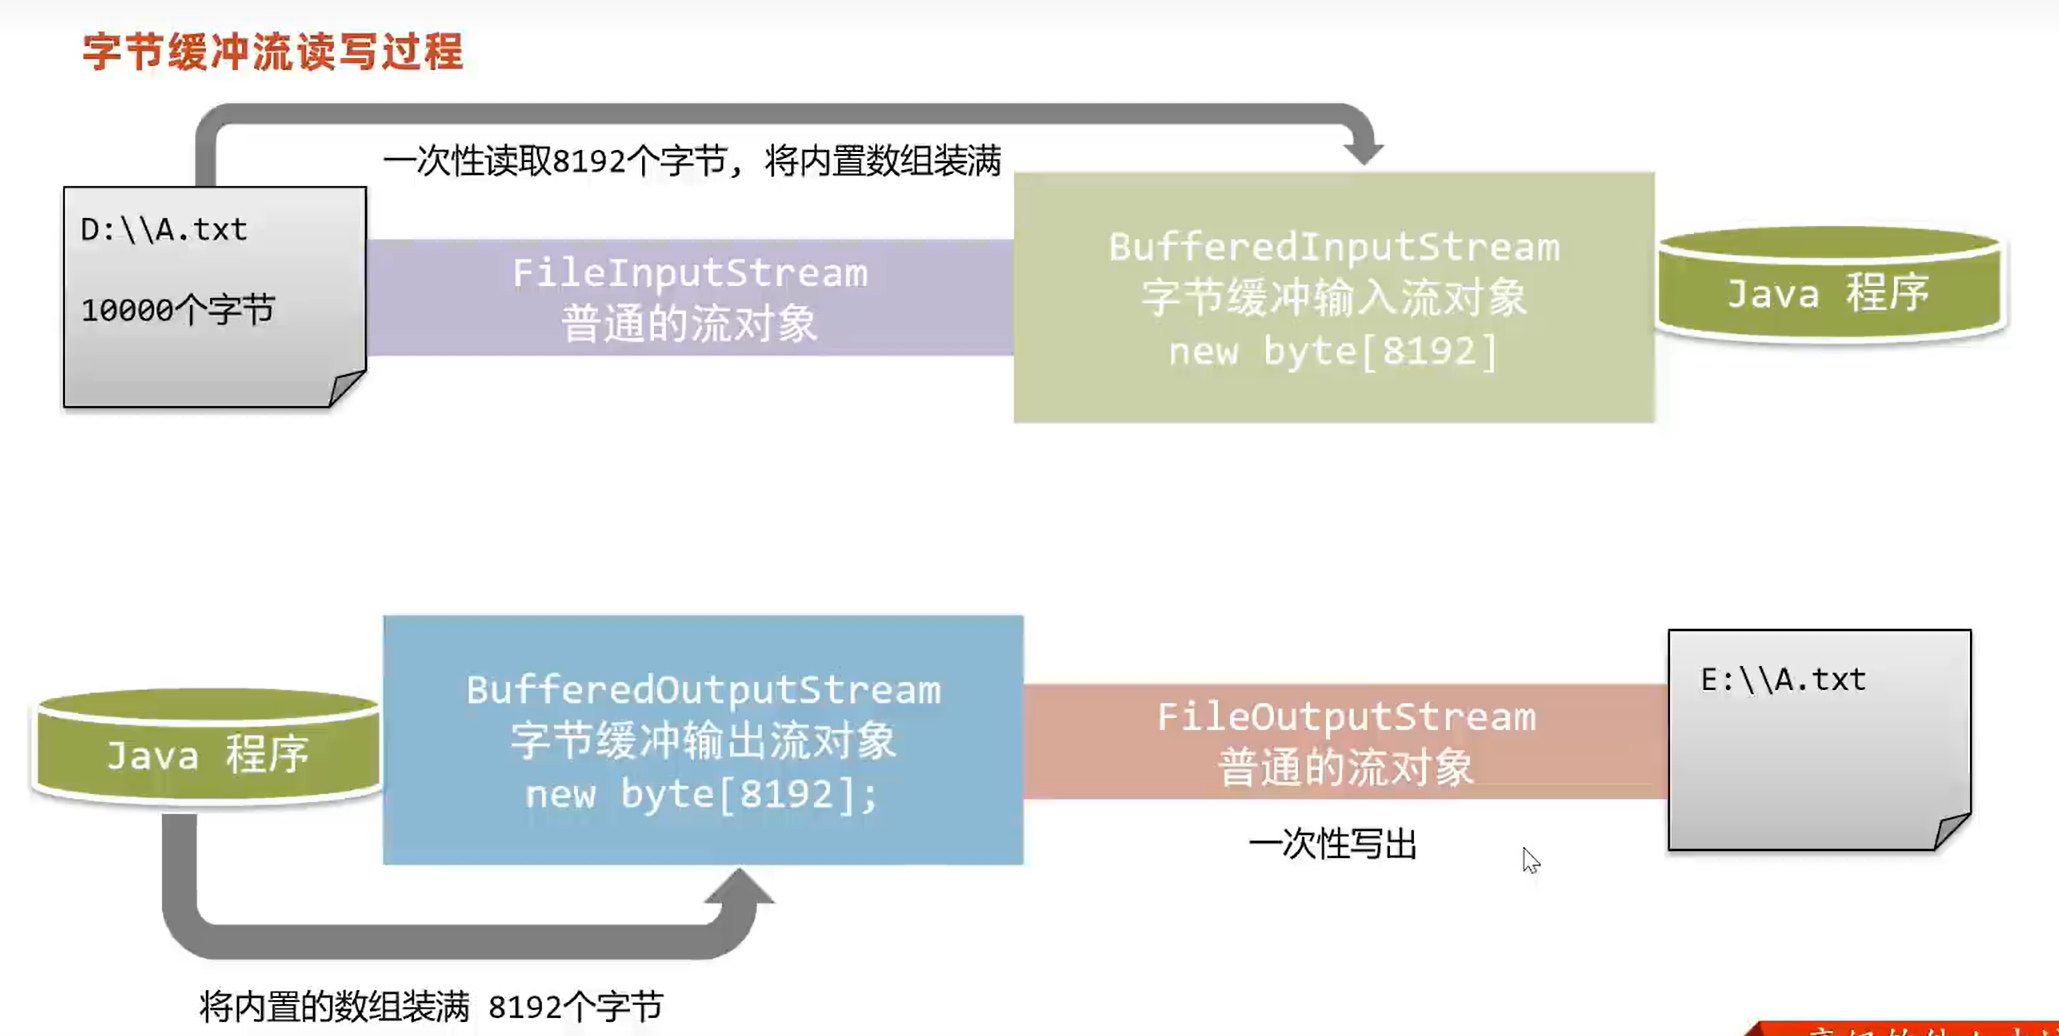 字节缓冲流读写过程
一次性读取8192个字节，将内置数组装满
D:\\A.txt
10000个字节
FileInputStream
普通的流对象
BufferedInputStream
字节缓冲输入流对象
new byte[8192]
Java 程序
Java 程序
BufferedOutputStream
字节缓冲输出流对象
new byte[8192];
FileOutputStream
普通的流对象
一次性写出
E:\\A.txt
将内置的数组装满 8192个字节